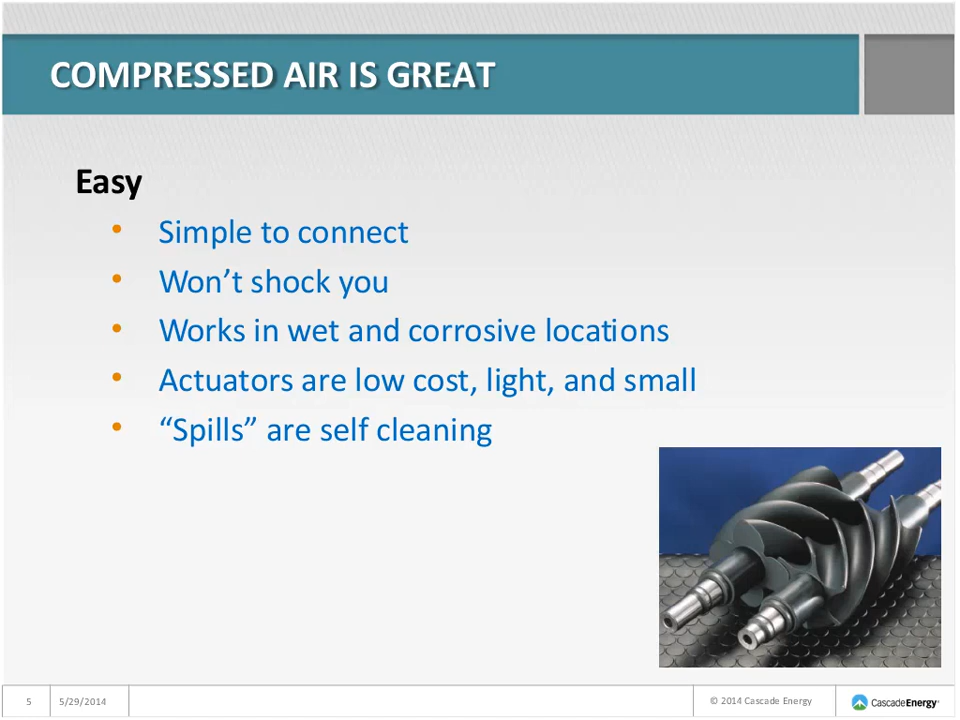 COMPRESSED AIR IS GREAT
Easy
• Simple to connect
• Won’t shock you
• Works in wet and corrosive locations
• Actuators are low cost, light, and small
• “Spills” are self cleaning
5 5/29/2014 © 2014 Cascade Energy CascadeEnergy